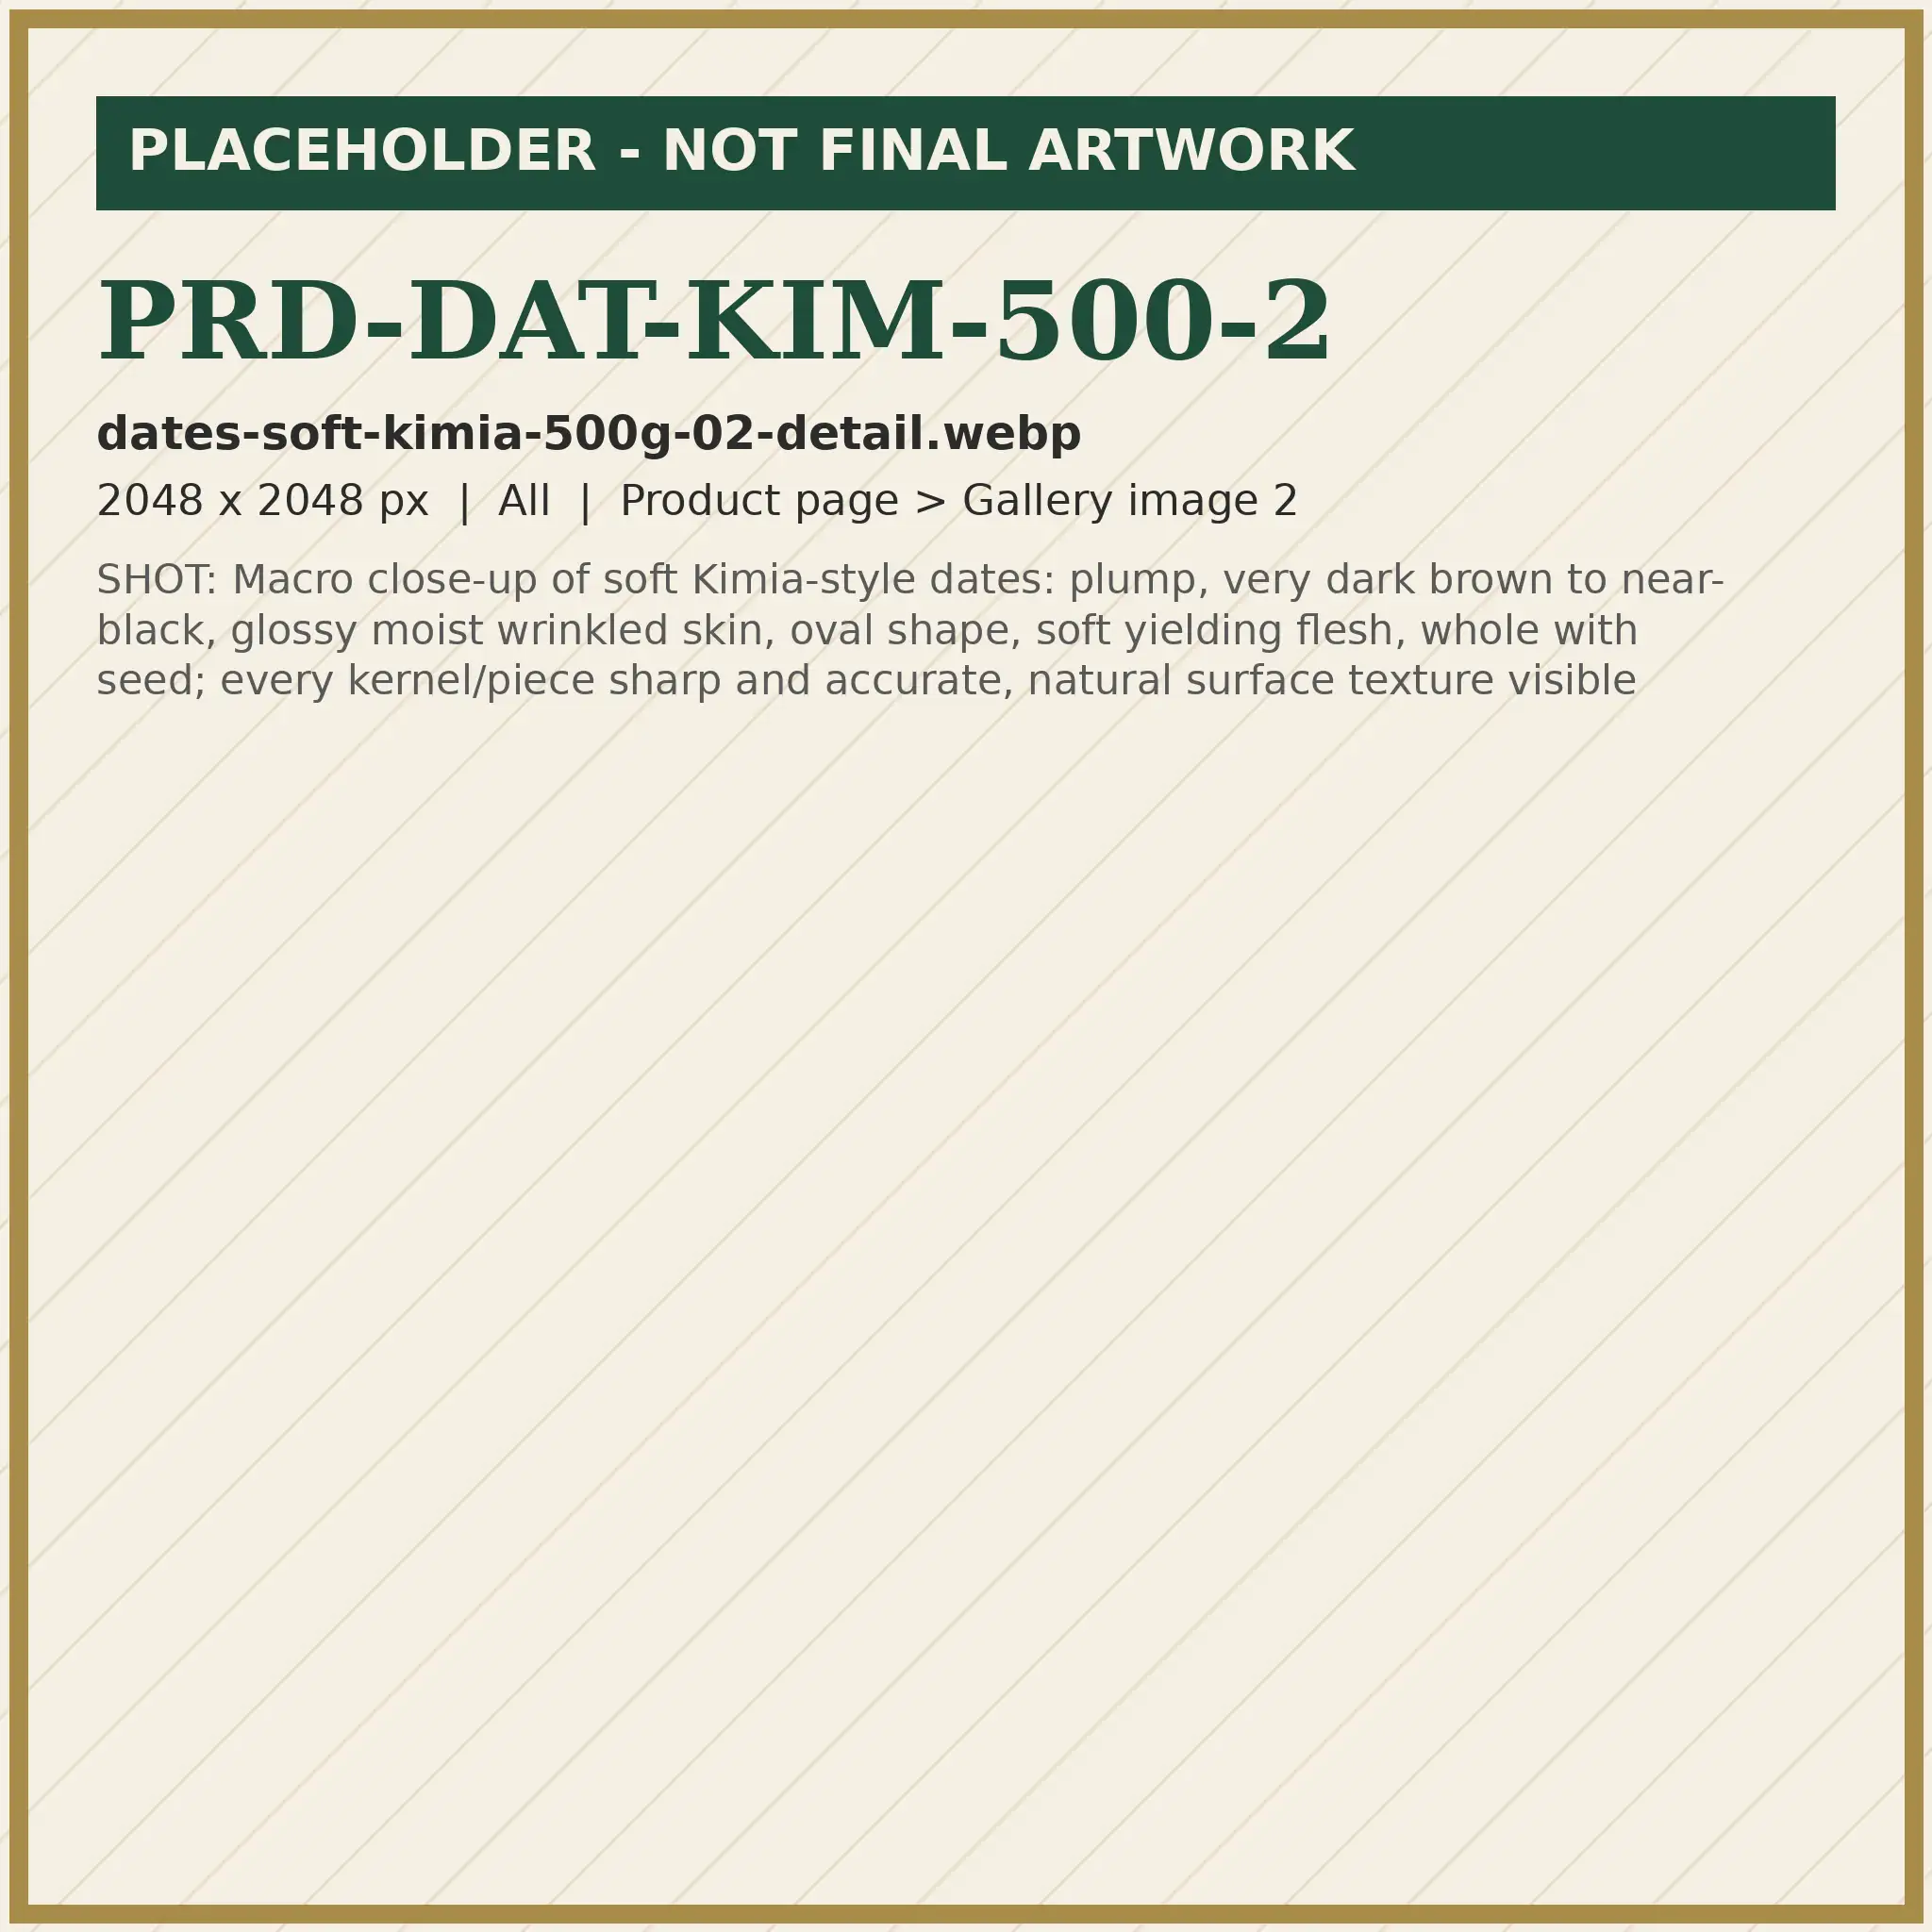 PLACEHOLDER - NOT FINAL ARTWORK
PRD-DAT-KIM-500-2
dates-soft-kimia-500g-02-detail.webp
2048 x 2048 px | All | Product page > Gallery image 2
SHOT: Macro close-up of soft Kimia-style dates: plump, very dark brown to near-
black, glossy moist wrinkled skin, oval shape, soft yielding flesh, whole with
seed; every kernel/piece sharp and accurate, natural surface texture visible